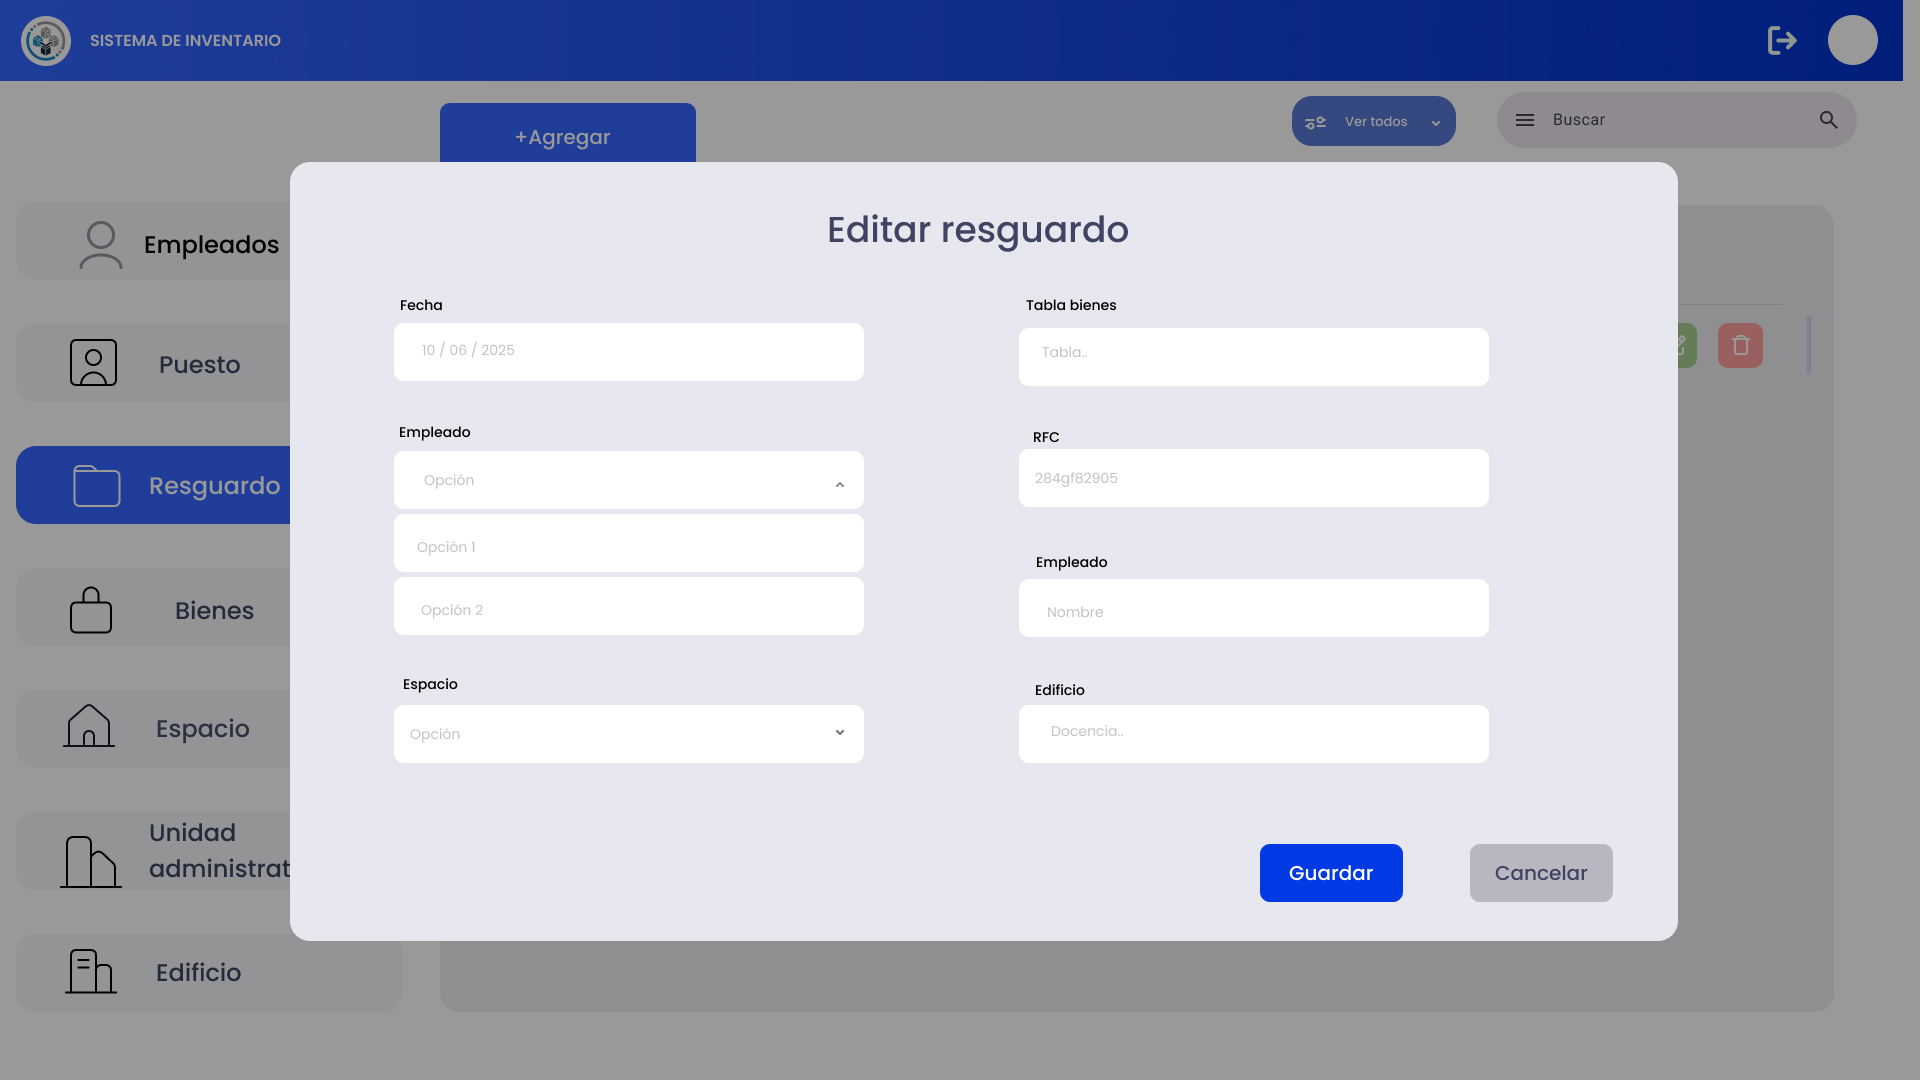 SISTEMA DE INVENTARIO
+Agregar
Ver todos
Buscar
Empleados
Puesto
Resguardo
Bienes
Espacio
Unidad
administrat
Edificio
Editar resguardo
Fecha
10 / 06 / 2025
Empleado
Opción
Opción 1
Opción 2
Espacio
Opción
Tabla bienes
Tabla..
RFC
284gf82905
Empleado
Nombre
Edificio
Docencia..
Guardar
Cancelar